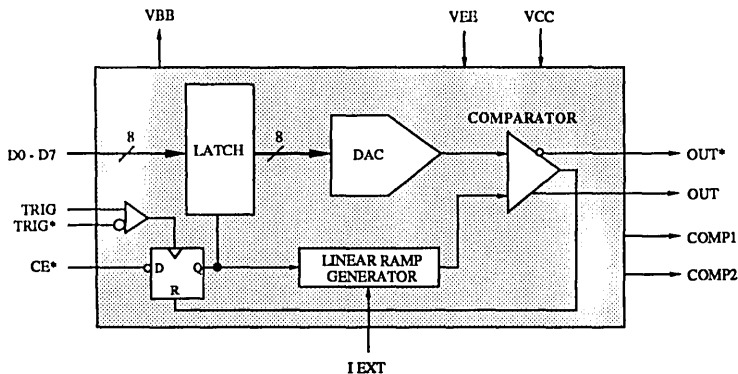 VBB
VEE
VCC
8
8
COMPARATOR
D0 - D7
LATCH
DAC
OUT*
OUT
TRIG
TRIG*
COMP1
CE*
D
Q
R
LINEAR RAMP
GENERATOR
COMP2
I EXT